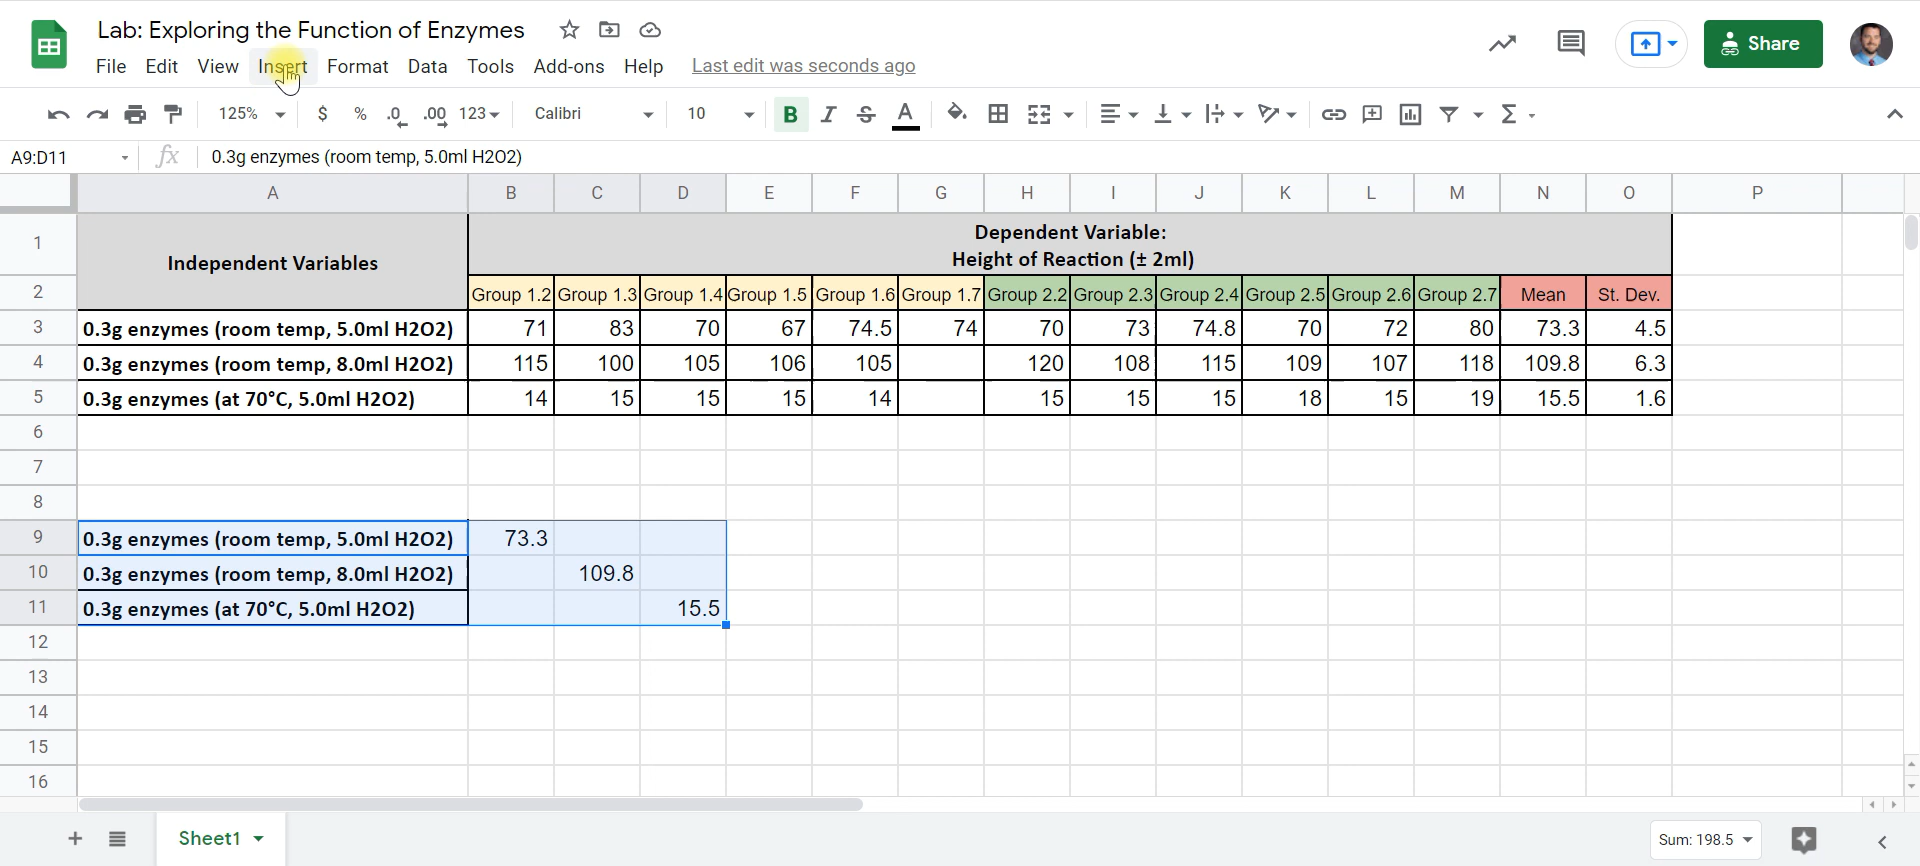 Lab: Exploring the Function of Enzymes
File Edit View Insert Format Data Tools Add-ons Help Last edit was seconds ago
Share
125% $ % .0 .00 123 Calibri 10 B I S A Σ
A9:D11 fx 0.3g enzymes (room temp, 5.0ml H2O2)
A B C D E F G H I J K L M N O P
1 Independent Variables Dependent Variable:
Height of Reaction (± 2ml)
2 Group 1.2 Group 1.3 Group 1.4 Group 1.5 Group 1.6 Group 1.7 Group 2.2 Group 2.3 Group 2.4 Group 2.5 Group 2.6 Group 2.7 Mean St. Dev.
3 0.3g enzymes (room temp, 5.0ml H2O2) 71 83 70 67 74.5 74 70 73 74.8 70 72 80 73.3 4.5
4 0.3g enzymes (room temp, 8.0ml H2O2) 115 100 105 106 105 120 108 115 109 107 118 109.8 6.3
5 0.3g enzymes (at 70°C, 5.0ml H2O2) 14 15 15 15 14 15 15 15 18 15 19 15.5 1.6
6
7
8
9 0.3g enzymes (room temp, 5.0ml H2O2) 73.3
10 0.3g enzymes (room temp, 8.0ml H2O2) 109.8
11 0.3g enzymes (at 70°C, 5.0ml H2O2) 15.5
12
13
14
15
16
Sheet1 Sum: 198.5